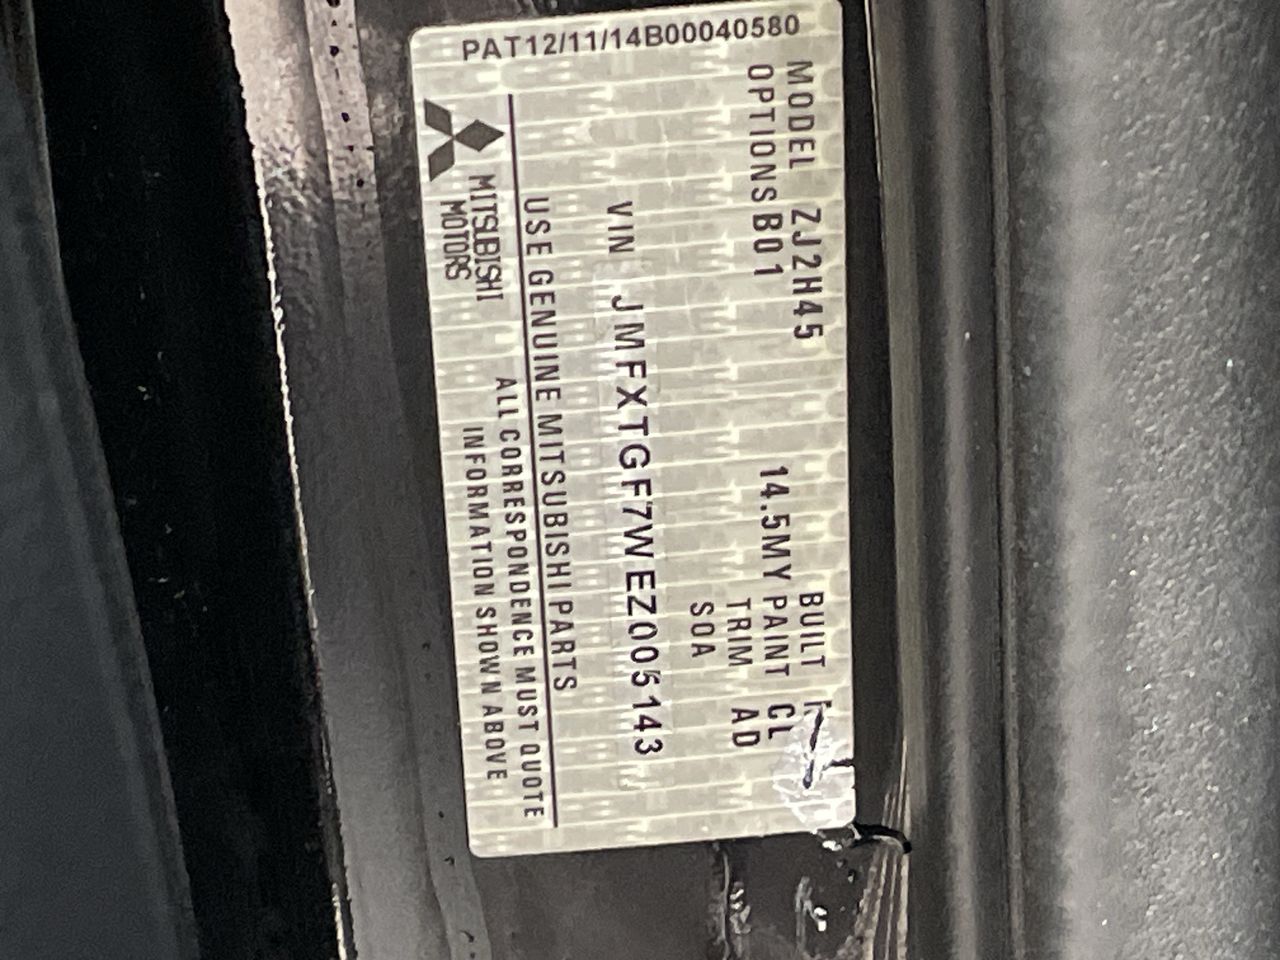 PAT12/11/14B00040580
MODEL ZJ2H45 BUILT
OPTIONS B01 14.5MY PAINT CL
TRIM AD
SOA
VIN JMFXTGF7WEZ005143
USE GENUINE MITSUBISHI PARTS
MITSUBISHI
MOTORS
ALL CORRESPONDENCE MUST QUOTE
INFORMATION SHOWN ABOVE